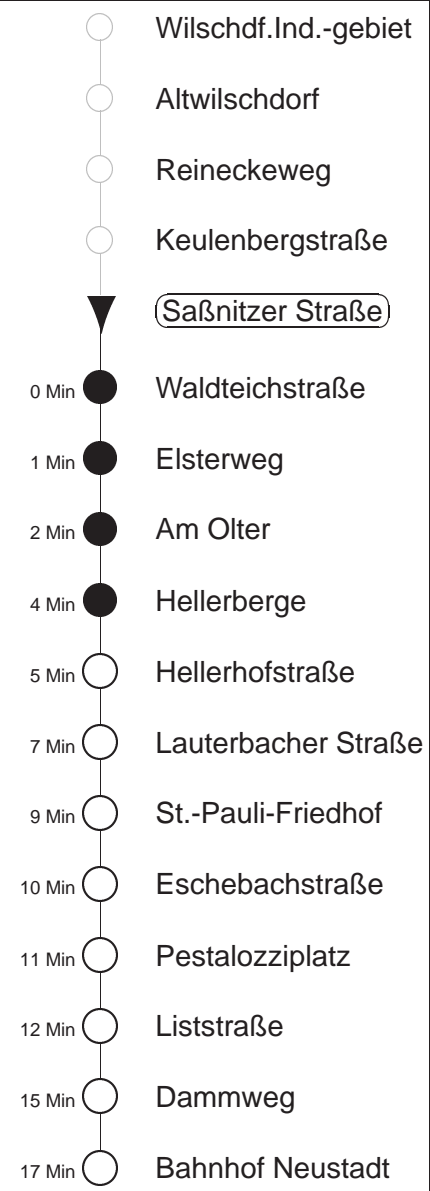 Wilschdf.Ind.-gebiet
Altwilschdorf
Reineckeweg
Keulenbergstraße
Saßnitzer Straße
0 Min Waldteichstraße
1 Min Elsterweg
2 Min Am Olter
4 Min Hellerberge
5 Min Hellerhofstraße
7 Min Lauterbacher Straße
9 Min St.-Pauli-Friedhof
10 Min Eschebachstraße
11 Min Pestalozziplatz
12 Min Liststraße
15 Min Dammweg
17 Min Bahnhof Neustadt